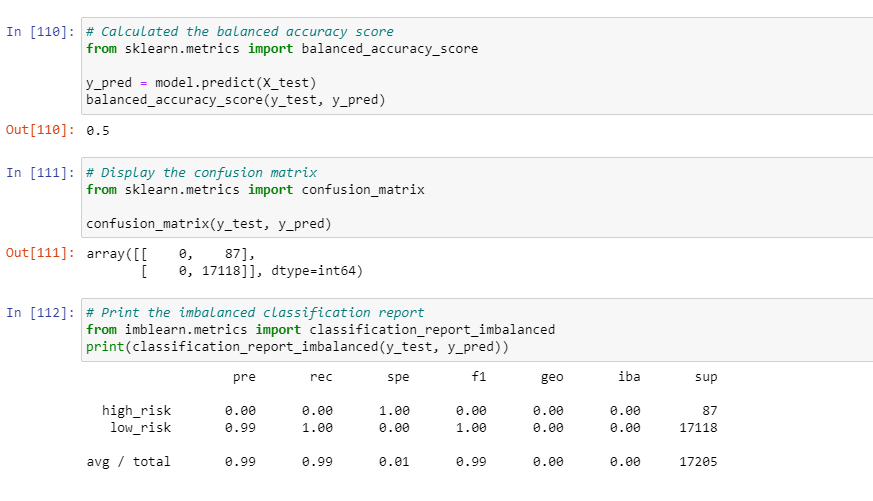 In [110]: # Calculated the balanced accuracy score
from sklearn.metrics import balanced_accuracy_score
y_pred = model.predict(X_test)
balanced_accuracy_score(y_test, y_pred)
Out[110]: 0.5
In [111]: # Display the confusion matrix
from sklearn.metrics import confusion_matrix
confusion_matrix(y_test, y_pred)
Out[111]: array([[    0,    87],
       [    0, 17118]], dtype=int64)
In [112]: # Print the imbalanced classification report
from imblearn.metrics import classification_report_imbalanced
print(classification_report_imbalanced(y_test, y_pred))
pre rec spe f1 geo iba sup
high_risk 0.00 0.00 1.00 0.00 0.00 0.00 87
low_risk 0.99 1.00 0.00 1.00 0.00 0.00 17118
avg / total 0.99 0.99 0.01 0.99 0.00 0.00 17205